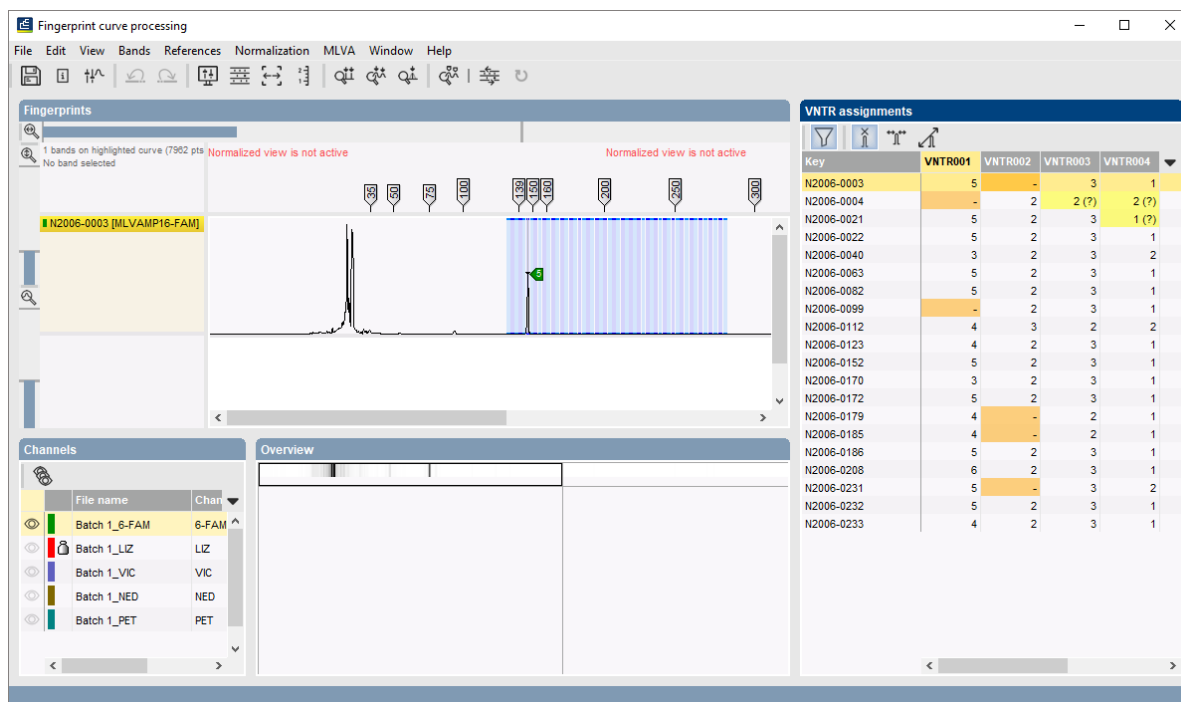 Fingerprint curve processing
File Edit View Bands References Normalization MLVA Window Help
Fingerprints
1 bands on highlighted curve (7962 pts
No band selected
Normalized view is not active Normalized view is not active
35 50 75 100 139 150 160 200 250 300
N2006-0003 [MLVAMP16-FAM]
5
Channels
File name Chan
Batch 1_6-FAM 6-FAM
Batch 1_LIZ LIZ
Batch 1_VIC VIC
Batch 1_NED NED
Batch 1_PET PET
Overview
VNTR assignments
Key VNTR001 VNTR002 VNTR003 VNTR004
N2006-0003 5 - 3 1
N2006-0004 - 2 2 (?) 2 (?)
N2006-0021 5 2 3 1 (?)
N2006-0022 5 2 3 1
N2006-0040 3 2 3 2
N2006-0063 5 2 3 1
N2006-0082 5 2 3 1
N2006-0099 - 2 3 1
N2006-0112 4 3 2 2
N2006-0123 4 2 3 1
N2006-0152 5 2 3 1
N2006-0170 3 2 3 1
N2006-0172 5 2 3 1
N2006-0179 4 - 2 1
N2006-0185 4 - 2 1
N2006-0186 5 2 3 1
N2006-0208 6 2 3 1
N2006-0231 5 - 3 2
N2006-0232 5 2 3 1
N2006-0233 4 2 3 1